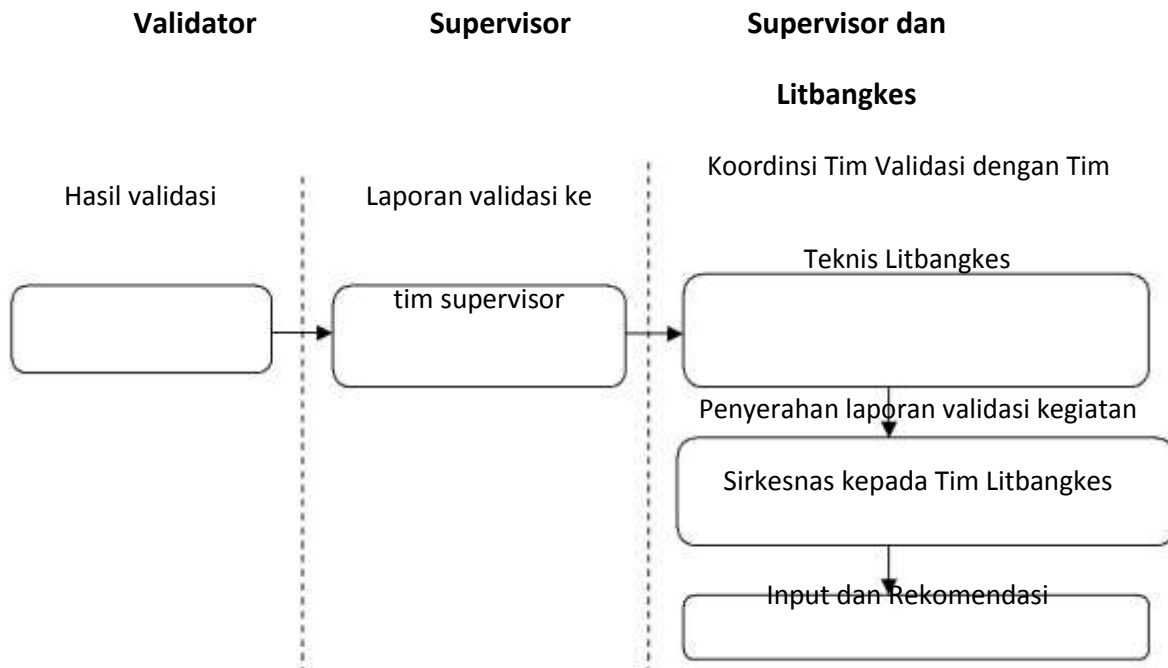 Validator
Supervisor
Supervisor dan
Litbangkes
Hasil validasi
Laporan validasi ke
tim supervisor
Koordinsi Tim Validasi dengan Tim
Teknis Litbangkes
Penyerahan laporan validasi kegiatan
Sirkesnas kepada Tim Litbangkes
Input dan Rekomendasi